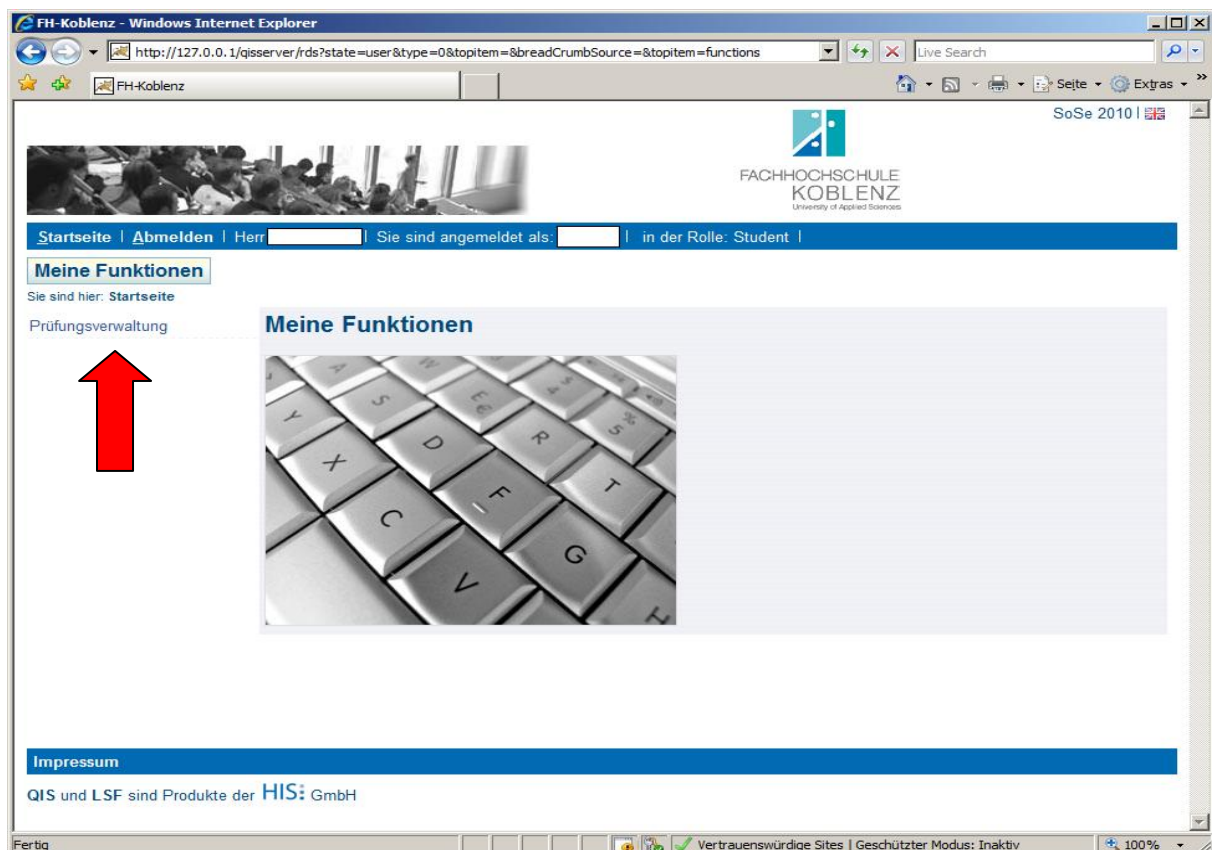 FH-Koblenz - Windows Internet Explorer
http://127.0.0.1/qisserver/rds?state=user&type=0&topitem=&breadCrumbSource=&topitem=functions
Live Search
FH-Koblenz
Seite
Extras
SoSe 2010 |
FACHHOCHSCHULE
KOBLENZ
University of Applied Sciences
Startseite | Abmelden | Herr | Sie sind angemeldet als: | in der Rolle: Student |
Meine Funktionen
Sie sind hier: Startseite
Prüfungsverwaltung
Meine Funktionen
A W £ $ 4
Y S E € % 5
X D R
C F T
V G
H
Impressum
QIS und LSF sind Produkte der HIS: GmbH
Fertig
Vertrauenswürdige Sites | Geschützter Modus: Inaktiv
100%